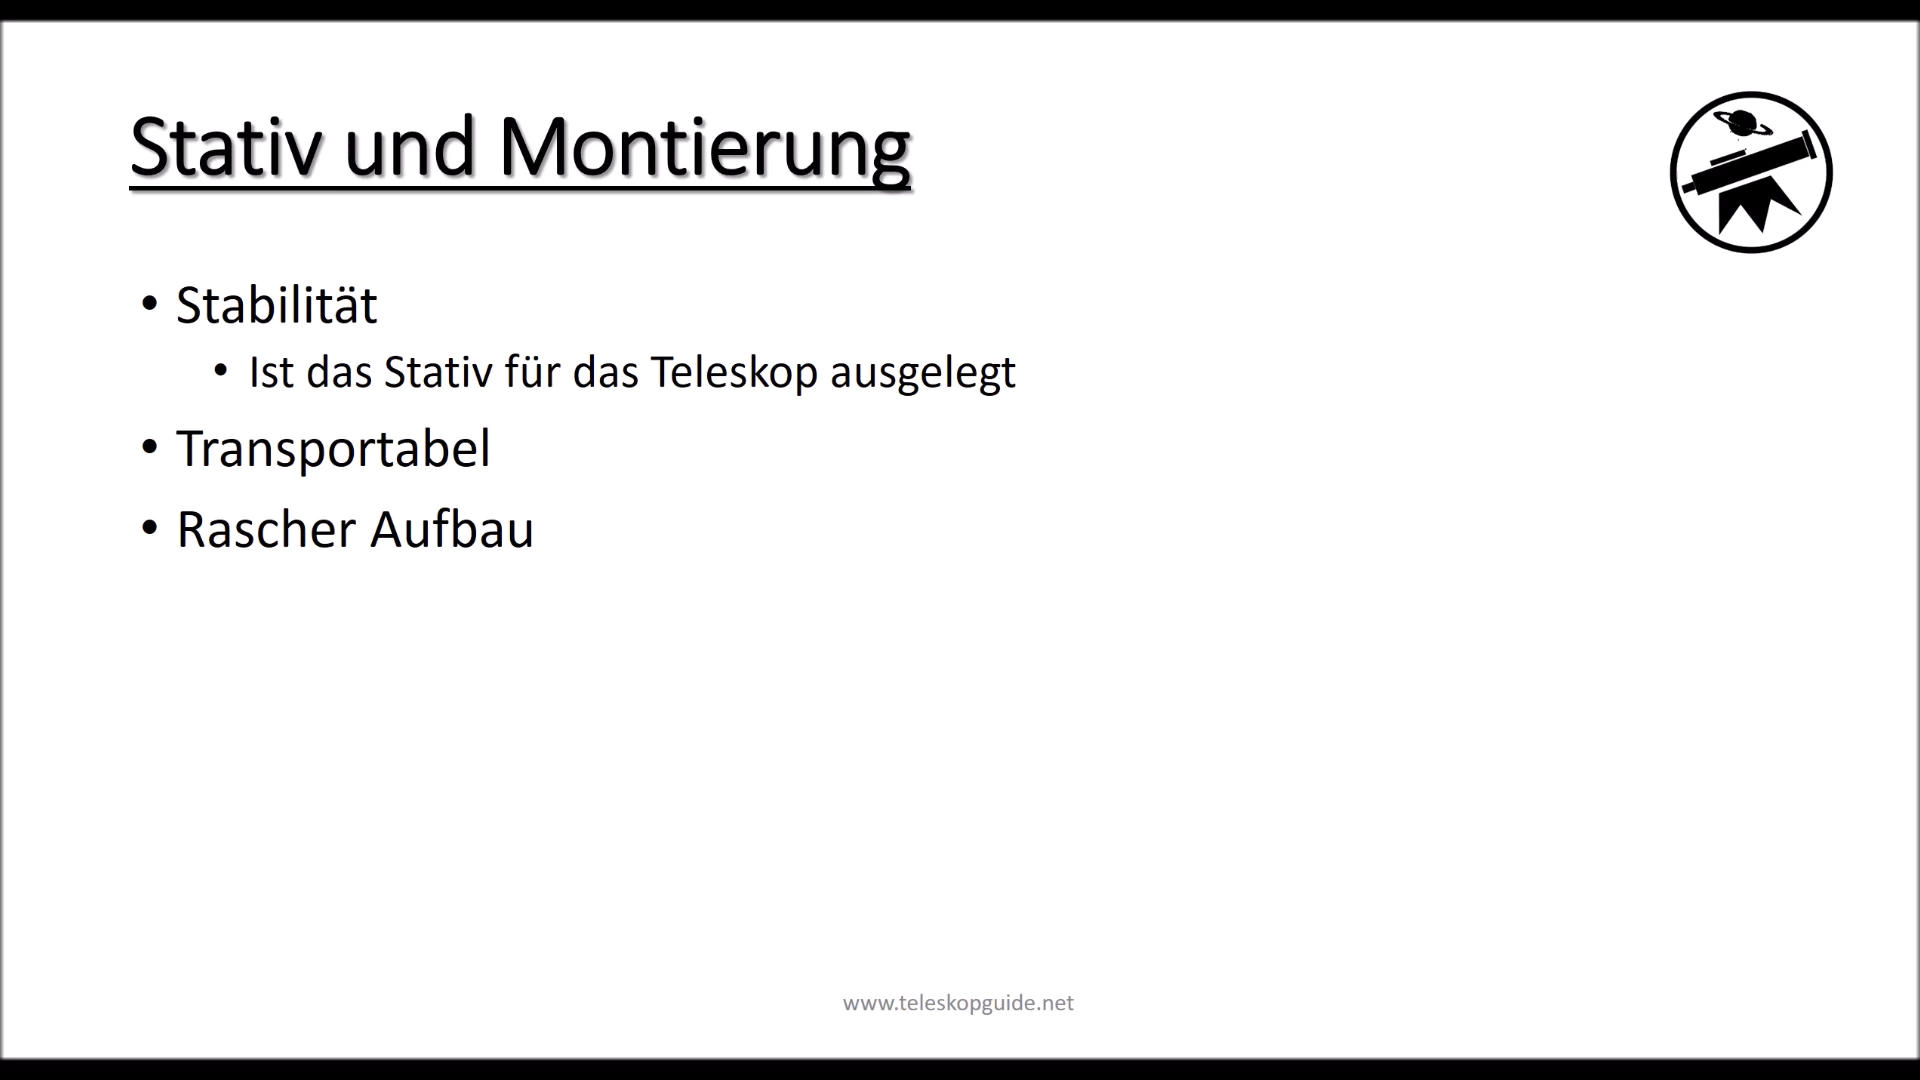 Stativ und Montierung
• Stabilität
• Ist das Stativ für das Teleskop ausgelegt
• Transportabel
• Rascher Aufbau
www.teleskopguide.net